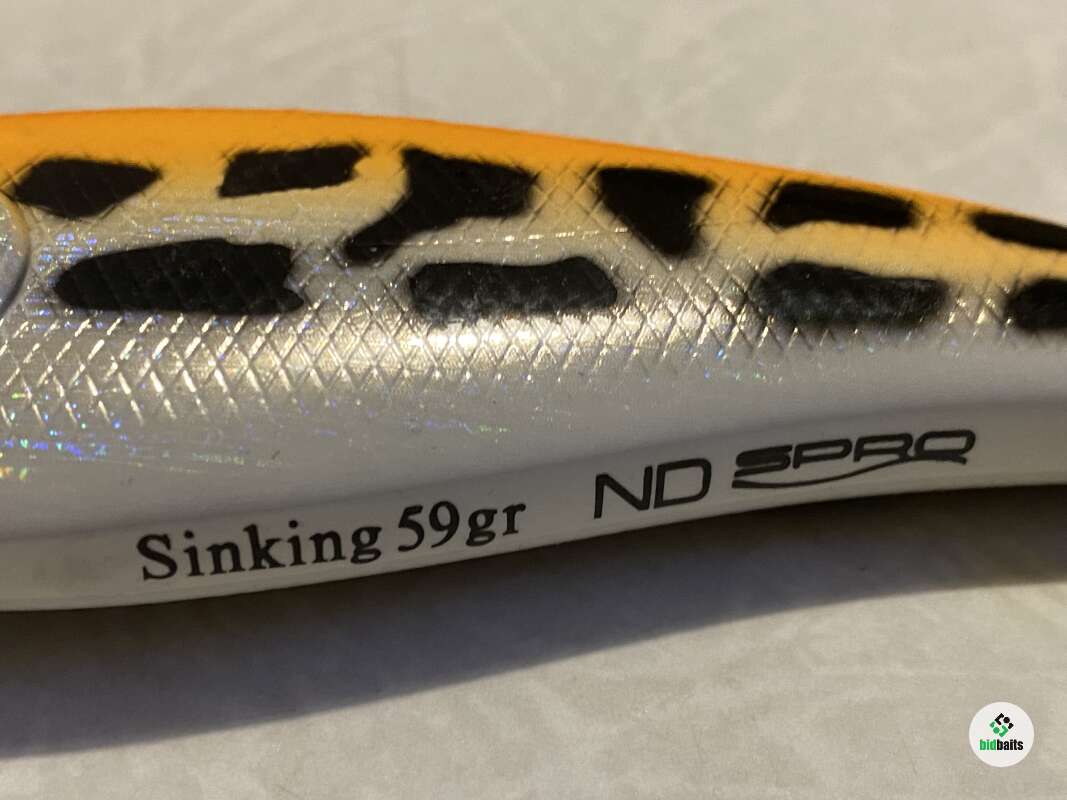 Sinking 59gr
ND SPRO
bidbaits